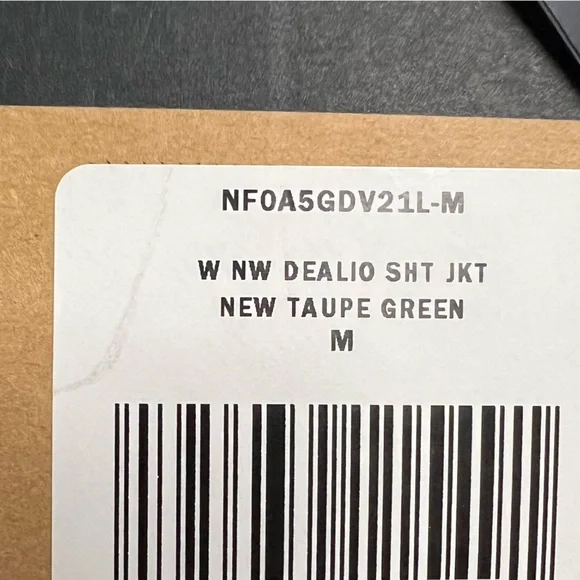 NF0A5GDV21L-M
W NW DEALIO SHT JKT
NEW TAUPE GREEN
M